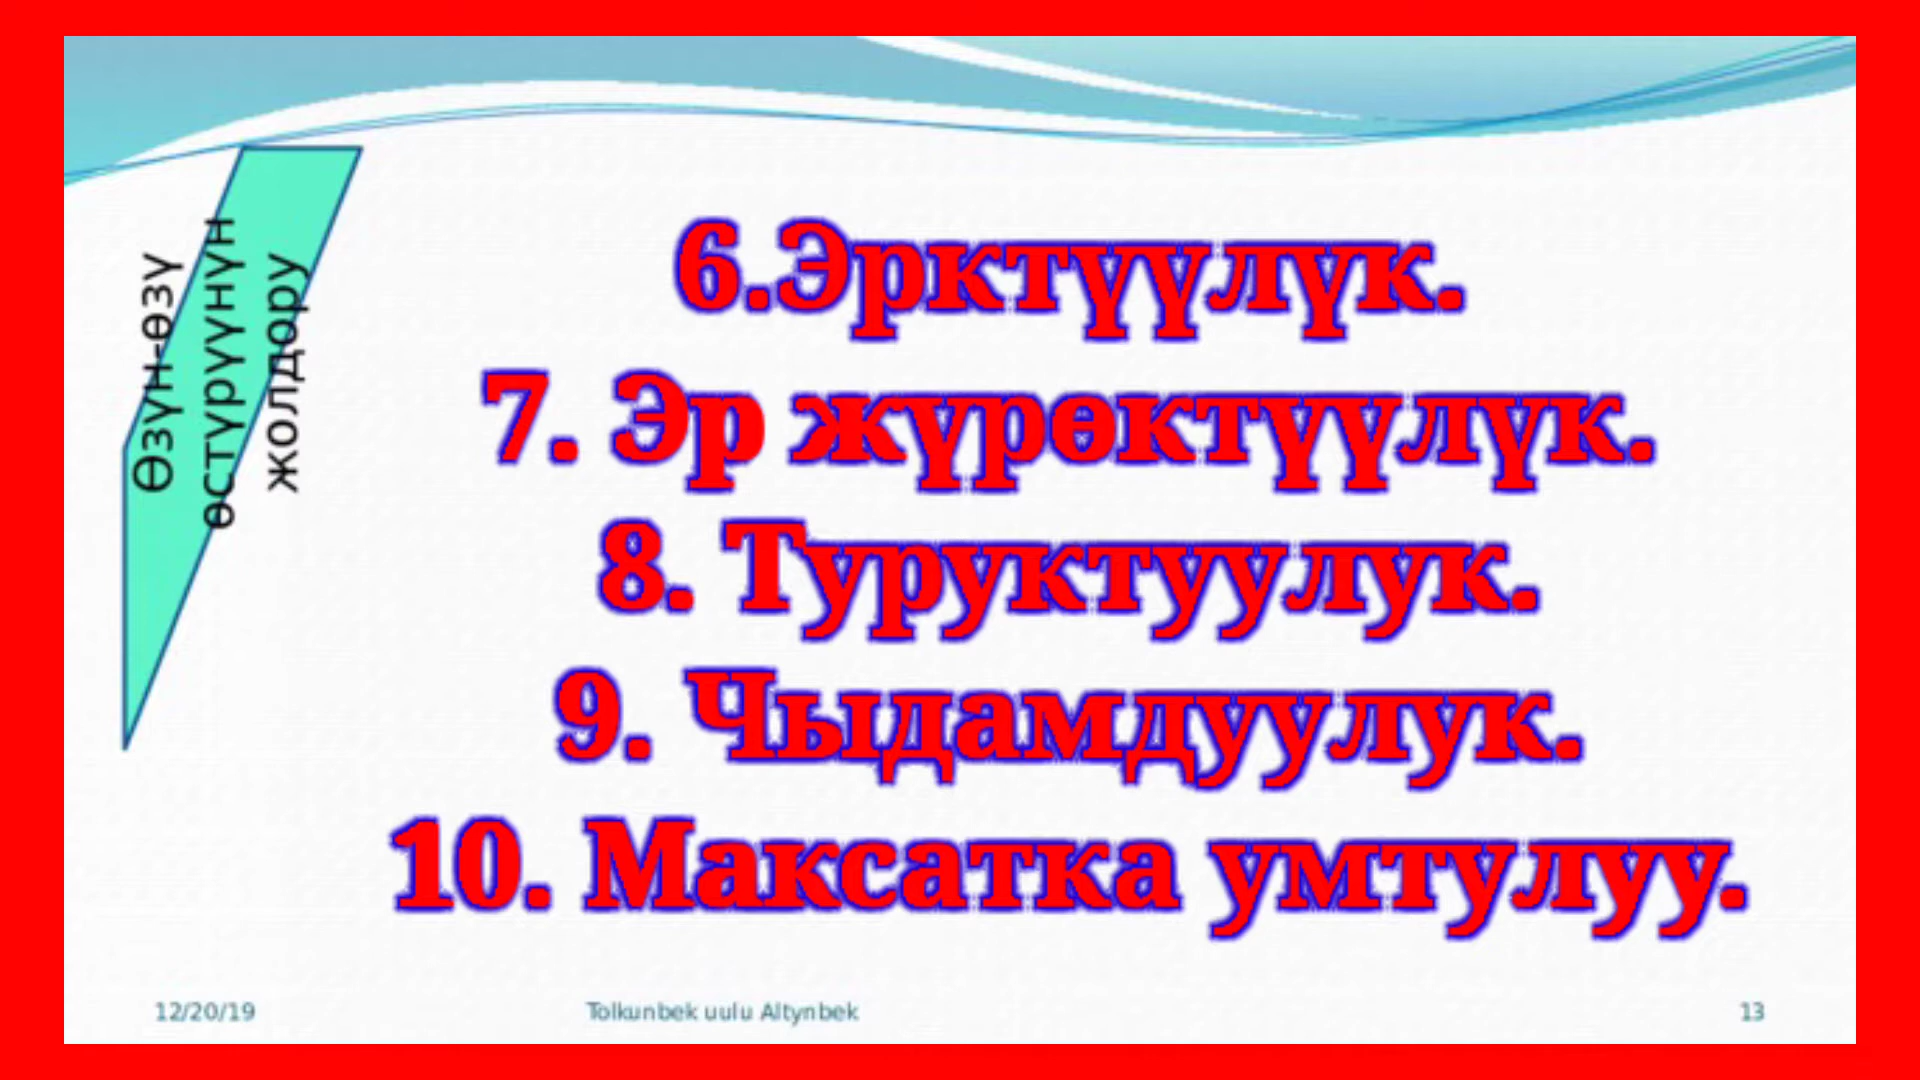 Өзүн-өзү
өстүрүүнүн
жолдору
6.Эрктүүлүк.
7. Эр жүрөктүүлүк.
8. Туруктуулук.
9. Чыдамдуулук.
10. Максатка умтулуу.
12/20/19 Tolkunbek uulu Altynbek 13